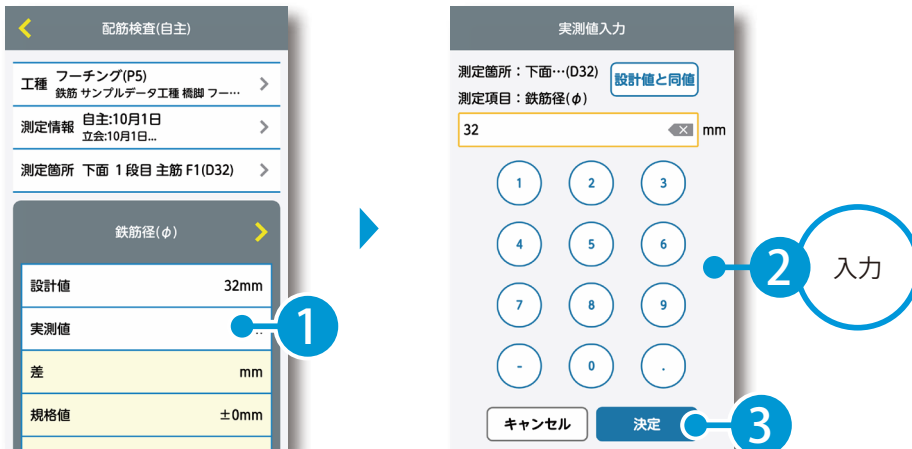 配筋検査(自主)
工種 フーチング(P5)
鉄筋 サンプルデータ工種 橋脚 フー…
測定情報 自主:10月1日
立会:10月1日...
測定箇所 下面 1段目 主筋 F1(D32)
鉄筋径(φ)
設計値 32mm
実測値
差 mm
規格値 ±0mm
1
実測値入力
測定箇所：下面…(D32)
設計値と同値
測定項目：鉄筋径(φ)
32 mm
1 2 3
4 5 6
7 8 9
- 0 .
キャンセル 決定
2 入力
3